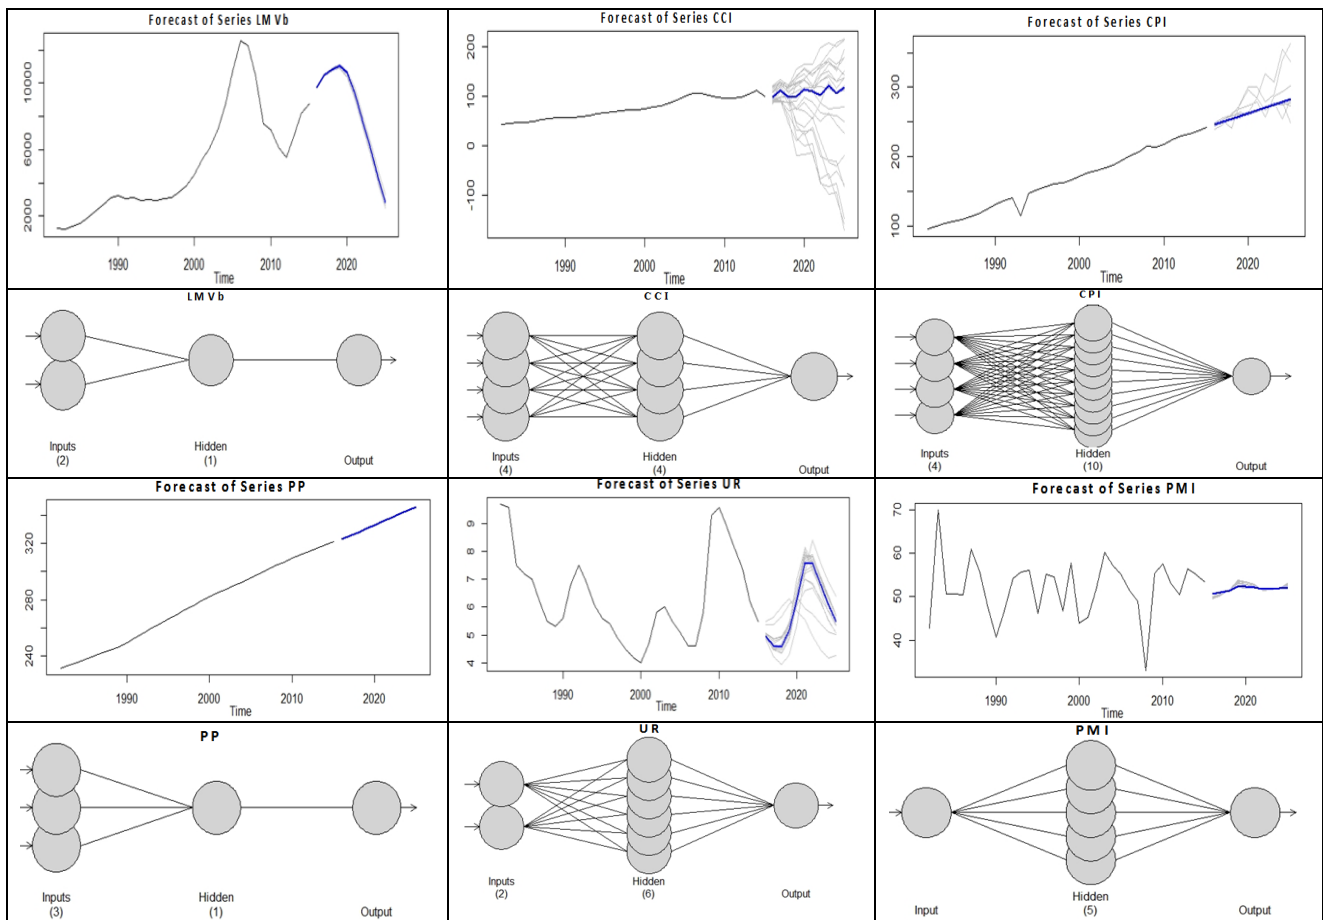 Forecast of Series LMVb
2000 6000 10000
1990 2000 2010 2020
Time
Forecast of Series CCI
-100 0 100 200
1990 2000 2010 2020
Time
Forecast of Series CPI
100 200 300
1990 2000 2010 2020
Time
LMVb
Inputs
(2)
Hidden
(1)
Output
CCI
Inputs
(4)
Hidden
(4)
Output
CPI
Inputs
(4)
Hidden
(10)
Output
Forecast of Series PP
240 280 320
1990 2000 2010 2020
Time
Forecast of Series UR
4 5 6 7 8 9
1990 2000 2010 2020
Time
Forecast of Series PMI
40 50 60 70
1990 2000 2010 2020
Time
PP
Inputs
(3)
Hidden
(1)
Output
UR
Inputs
(2)
Hidden
(6)
Output
PMI
Input
Hidden
(5)
Output